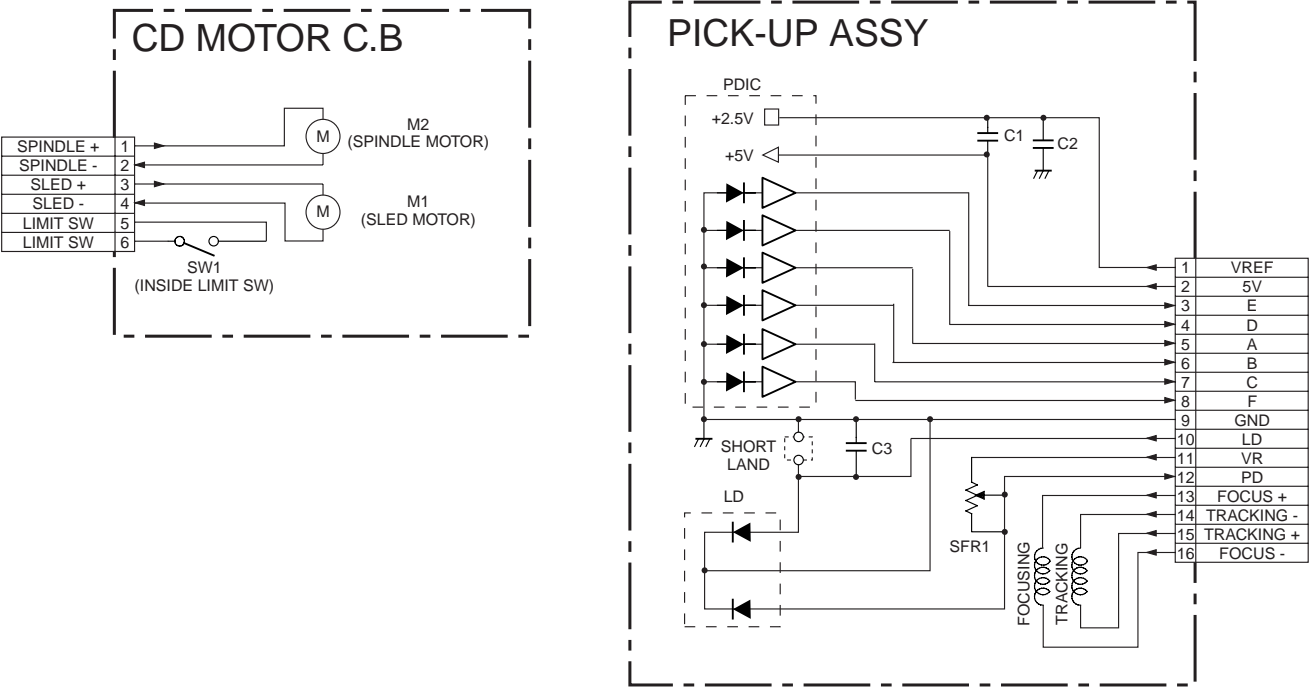 CD MOTOR C.B
SPINDLE + 1
SPINDLE - 2
SLED + 3
SLED - 4
LIMIT SW 5
LIMIT SW 6
M
M2
(SPINDLE MOTOR)
M
M1
(SLED MOTOR)
SW1
(INSIDE LIMIT SW)
PICK-UP ASSY
PDIC
+2.5V
+5V
C1
C2
SHORT
LAND
C3
LD
SFR1
FOCUSING
TRACKING
1 VREF
2 5V
3 E
4 D
5 A
6 B
7 C
8 F
9 GND
10 LD
11 VR
12 PD
13 FOCUS +
14 TRACKING -
15 TRACKING +
16 FOCUS -